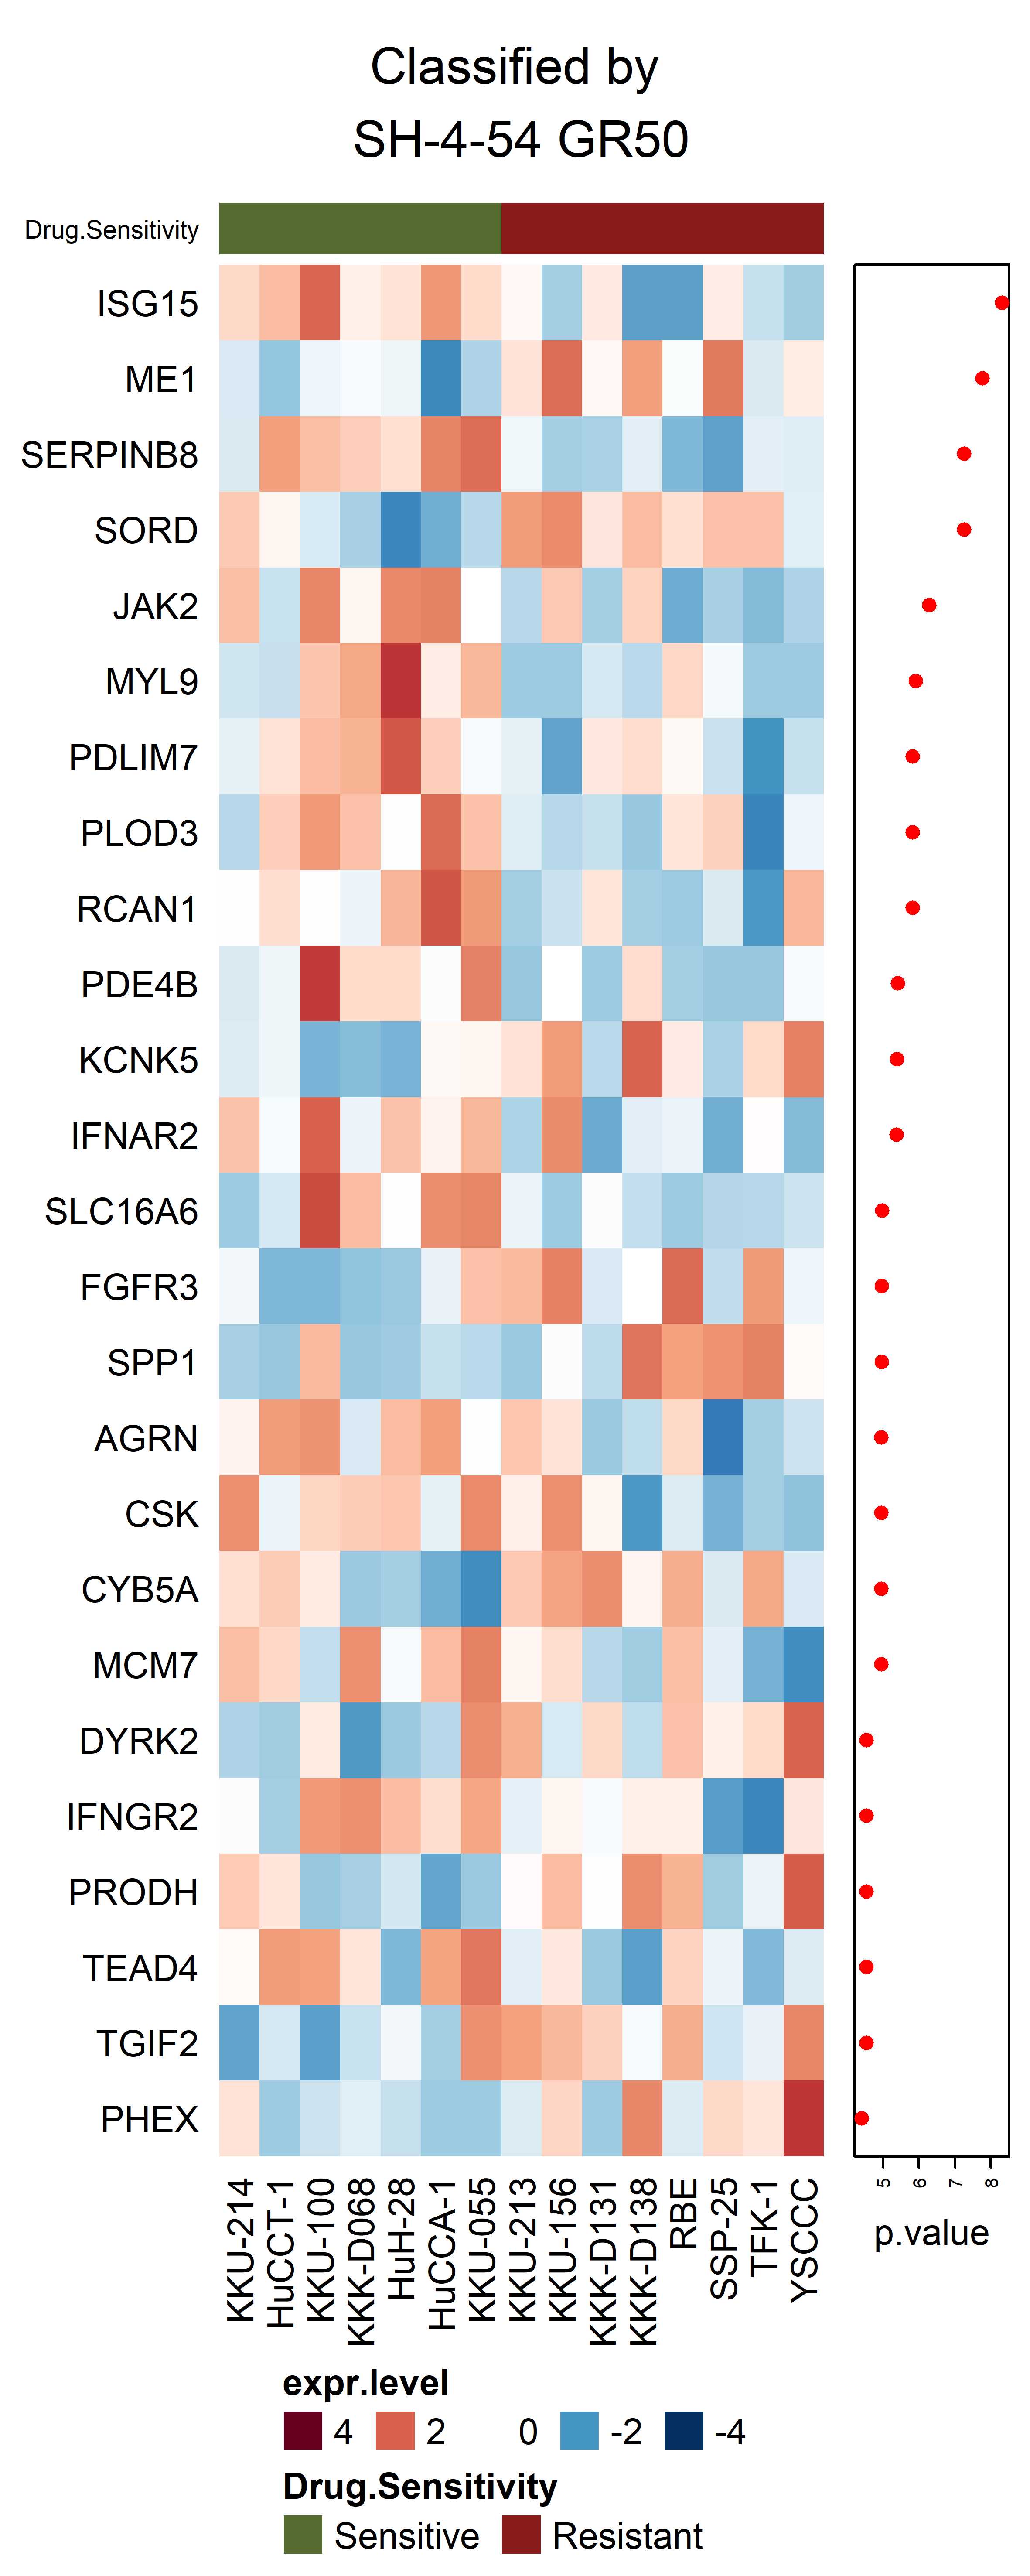 Classified by
SH-4-54 GR50
Drug.Sensitivity
ISG15
ME1
SERPINB8
SORD
JAK2
MYL9
PDLIM7
PLOD3
RCAN1
PDE4B
KCNK5
IFNAR2
SLC16A6
FGFR3
SPP1
AGRN
CSK
CYB5A
MCM7
DYRK2
IFNGR2
PRODH
TEAD4
TGIF2
PHEX
KKU-214
HuCCT-1
KKU-100
KKK-D068
HuH-28
HuCCA-1
KKU-055
KKU-213
KKU-156
KKK-D131
KKK-D138
RBE
SSP-25
TFK-1
YSCCC
5
6
7
8
p.value
expr.level
4 2 0 -2 -4
Drug.Sensitivity
Sensitive Resistant